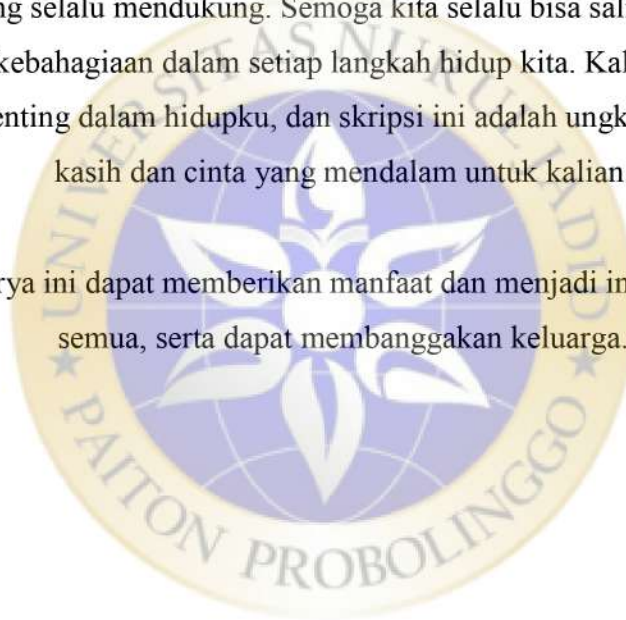 ng selalu mendukung. Semoga kita selalu bisa sal
kebahagiaan dalam setiap langkah hidup kita. Kal
enting dalam hidupku, dan skripsi ini adalah ungk
kasih dan cinta yang mendalam untuk kalian
rya ini dapat memberikan manfaat dan menjadi in
semua, serta dapat membanggakan keluarga.
UNIVERSITAS NURUL JADID
★ PAITON PROBOLINGGO ★